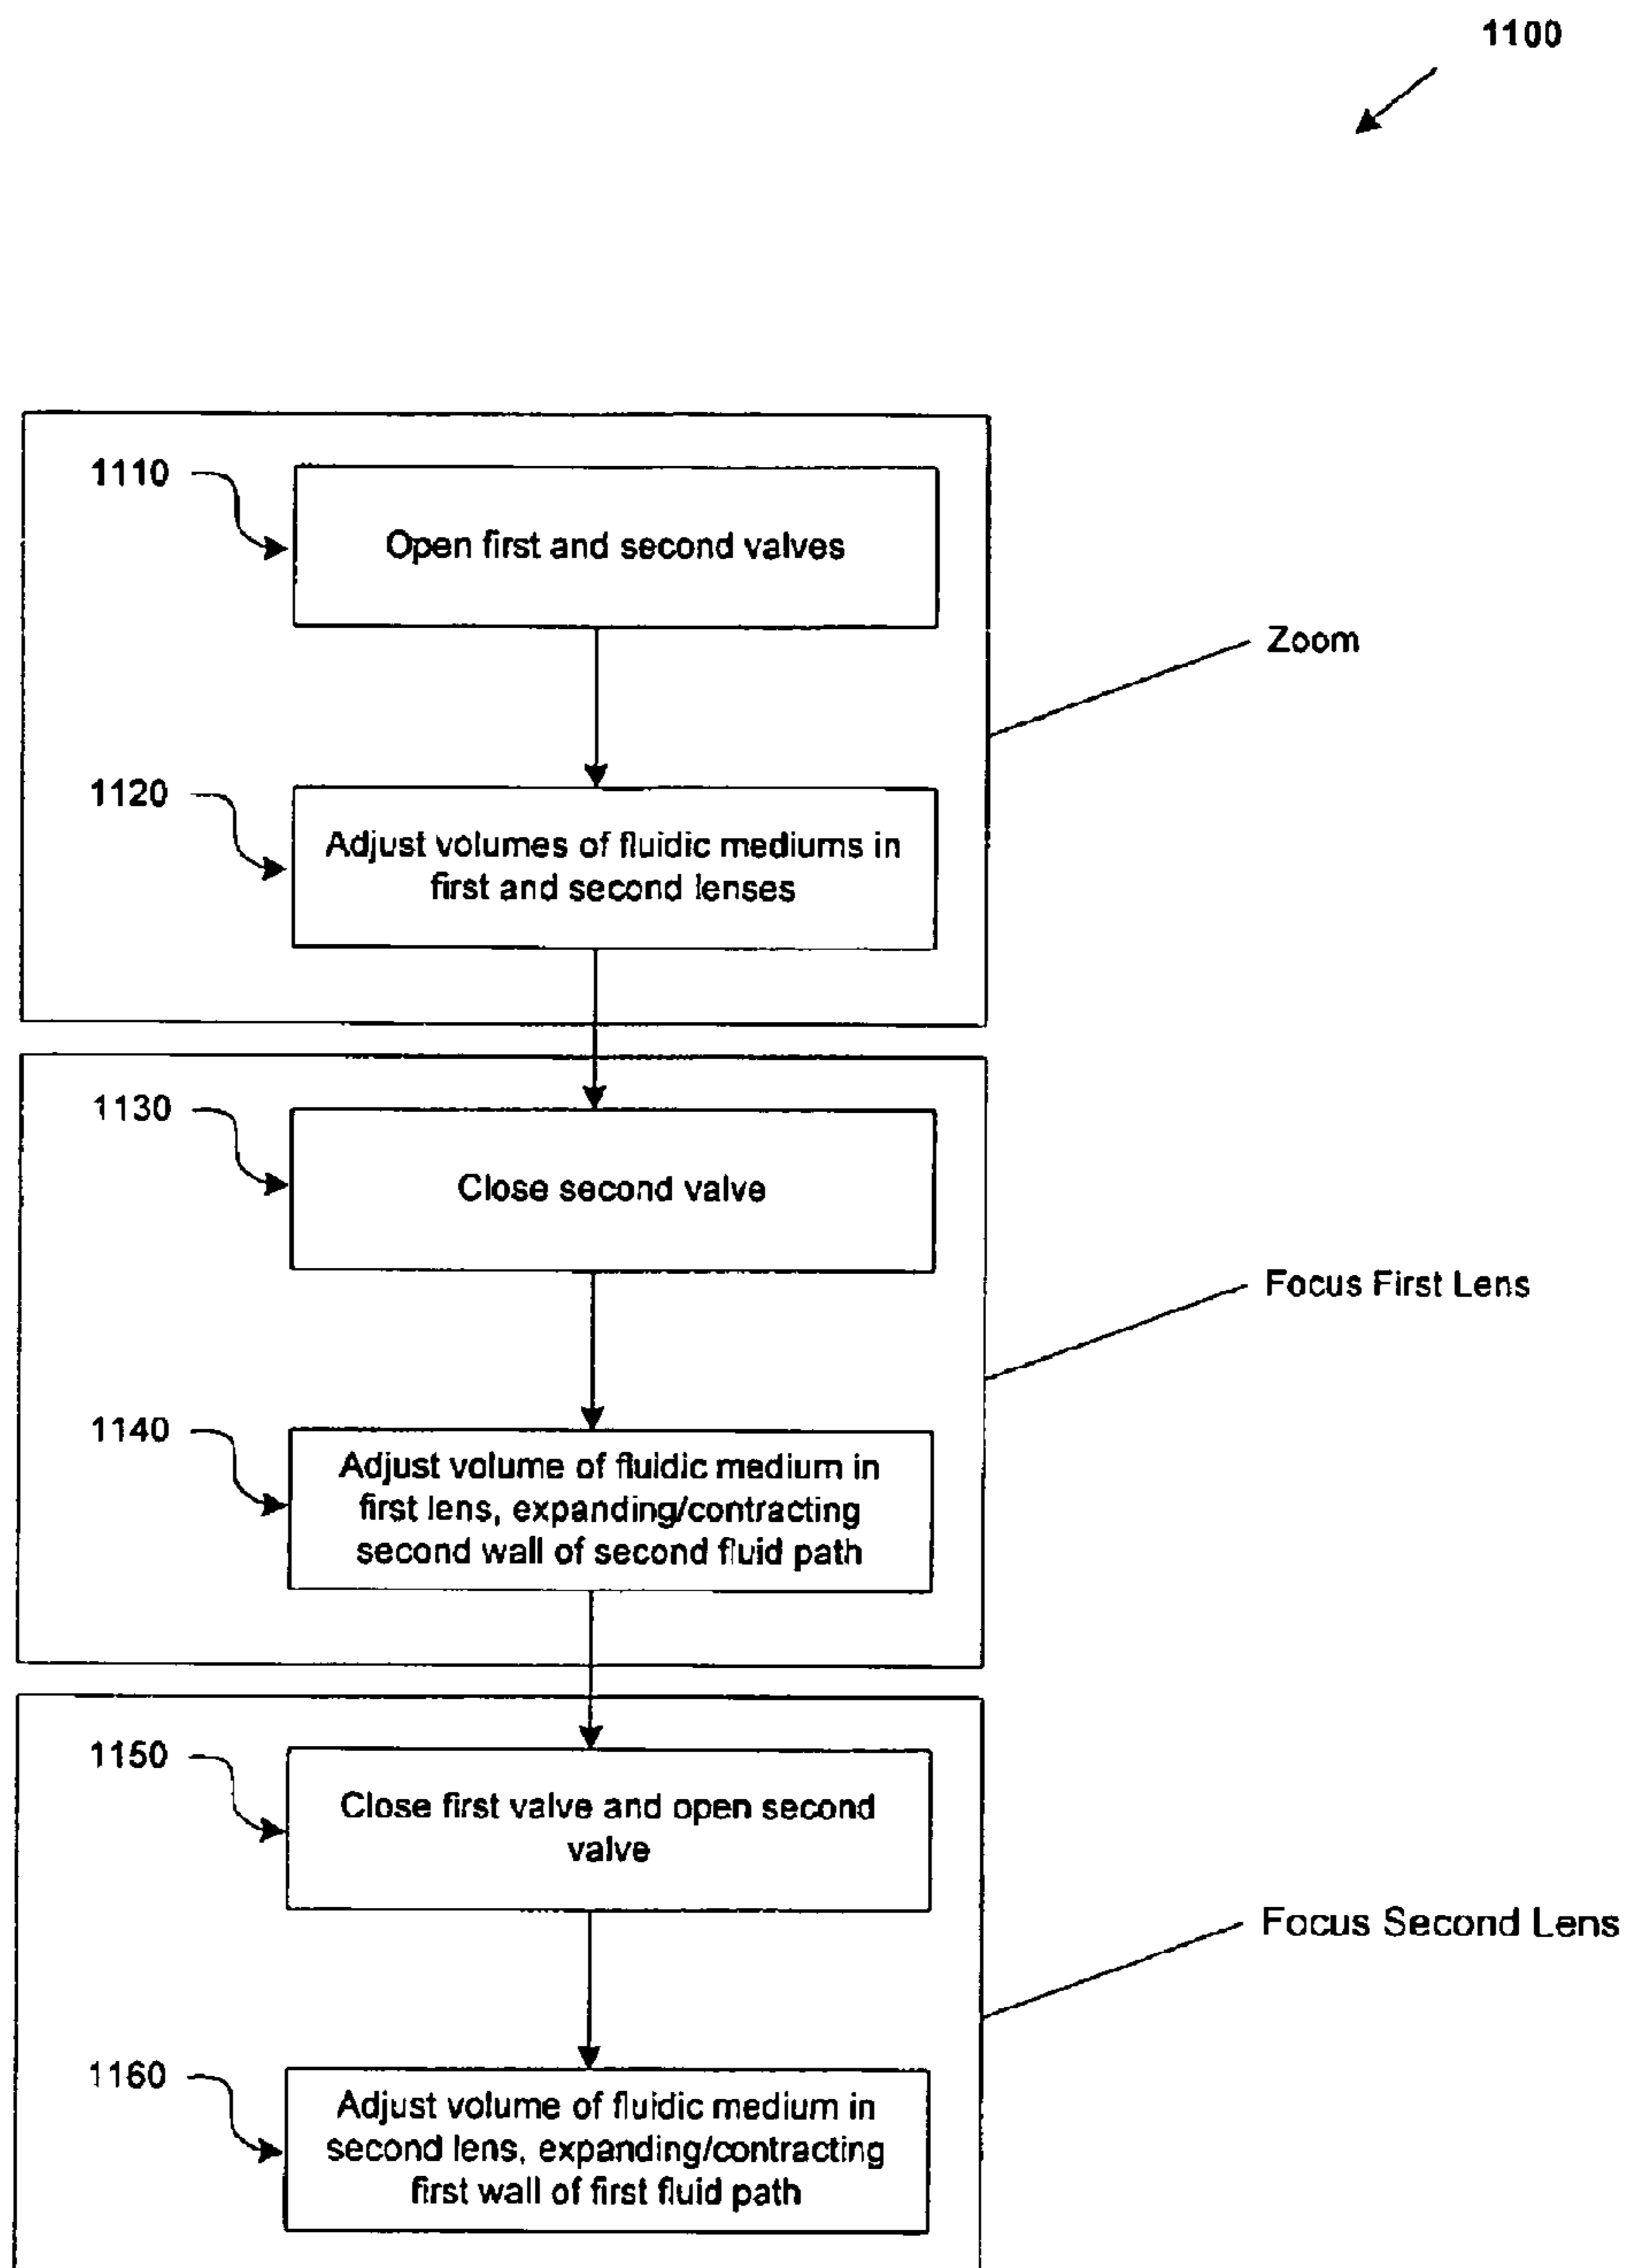 1100
1110
Open first and second valves
Zoom
1120
Adjust volumes of fluidic mediums in
first and second lenses
1130
Close second valve
Focus First Lens
1140
Adjust volume of fluidic medium in
first lens, expanding/contracting
second wall of second fluid path
1150
Close first valve and open second
valve
Focus Second Lens
1160
Adjust volume of fluidic medium in
second lens, expanding/contracting
first wall of first fluid path